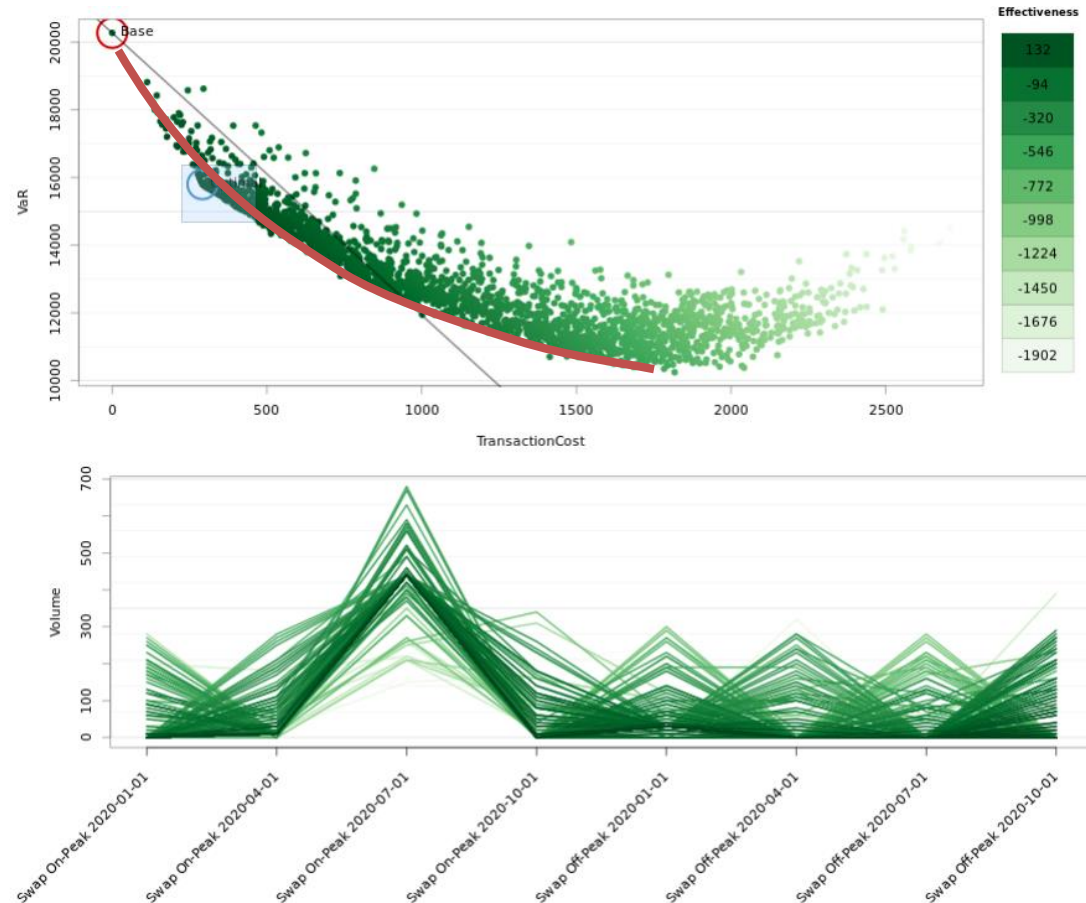 Effectiveness
132
-94
-320
-546
-772
-998
-1224
-1450
-1676
-1902
Base
VaR
20000
18000
16000
14000
12000
10000
0
500
1000
1500
2000
2500
TransactionCost
Volume
700
500
300
100
0
Swap On-Peak 2020-01-01
Swap On-Peak 2020-04-01
Swap On-Peak 2020-07-01
Swap On-Peak 2020-10-01
Swap Off-Peak 2020-01-01
Swap Off-Peak 2020-04-01
Swap Off-Peak 2020-07-01
Swap Off-Peak 2020-10-01